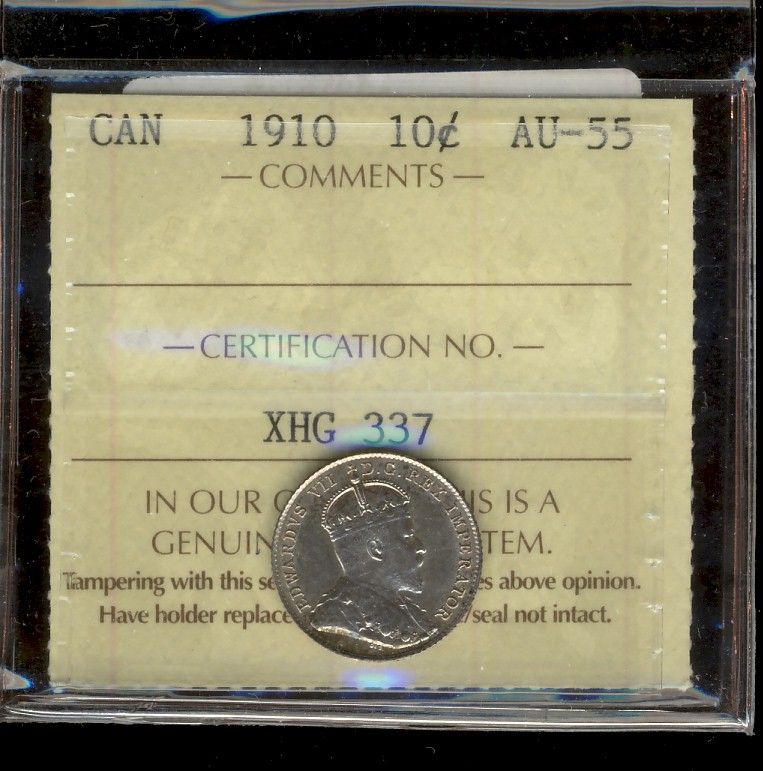 CAN 1910 10¢ AU-55
— COMMENTS —
— CERTIFICATION NO. —
XHG 337
IN OUR IS A
GENUIN TEM.
Tampering with this se es above opinion.
Have holder replace /seal not intact.
EDWARDVS VII D.G. REX IMPERATOR